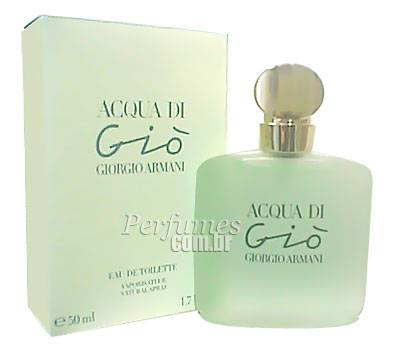 ACQUA DI
Giò
GIORGIO ARMANI
EAU DE TOILETTE
VAPORISATEUR
NATURAL SPRAY
℮ 50 ml
1.7
Perfumes
com.br
ACQUA DI
Giò
GIORGIO ARMANI